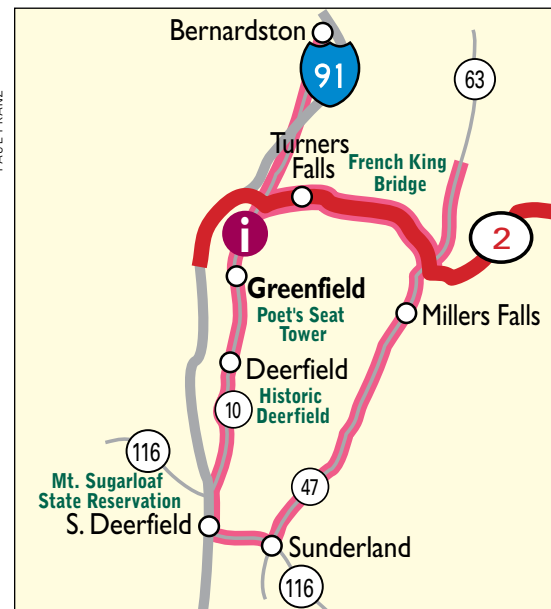 Bernardston
91
63
Turners
Falls
French King
Bridge
2
i
Greenfield
Poet's Seat
Tower
Millers Falls
Deerfield
Historic
Deerfield
10
116
Mt. Sugarloaf
State Reservation
47
S. Deerfield
Sunderland
116